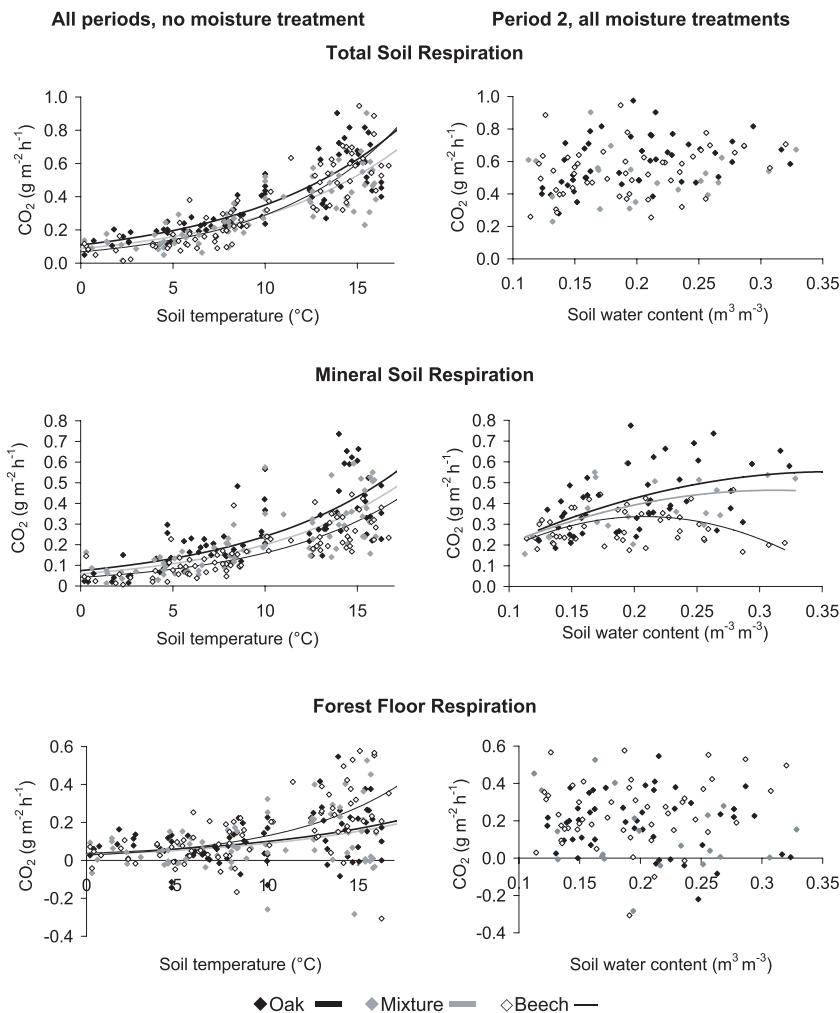 All periods, no moisture treatment
Period 2, all moisture treatments
Total Soil Respiration
CO₂ (g m⁻² h⁻¹)
1.0
0.8
0.6
0.4
0.2
0.0
0 5 10 15
Soil temperature (°C)
CO₂ (g m⁻² h⁻¹)
1.0
0.8
0.6
0.4
0.2
0.0
0.1 0.15 0.2 0.25 0.3 0.35
Soil water content (m³ m⁻³)
Mineral Soil Respiration
CO₂ (g m⁻² h⁻¹)
0.8
0.7
0.6
0.5
0.4
0.3
0.2
0.1
0
0 5 10 15
Soil temperature (°C)
CO₂ (g m⁻² h⁻¹)
0.8
0.7
0.6
0.5
0.4
0.3
0.2
0.1
0.0
0.1 0.15 0.2 0.25 0.3 0.35
Soil water content (m⁻³ m⁻³)
Forest Floor Respiration
CO₂ (g m⁻² h⁻¹)
0.6
0.4
0.2
0
-0.2
-0.4
0 5 10 15
Soil temperature (°C)
CO₂ (g m⁻² h⁻¹)
0.6
0.4
0.2
0.0
-0.2
-0.4
0.1 0.15 0.2 0.25 0.3 0.35
Soil water content (m³ m⁻³)
Oak Mixture Beech